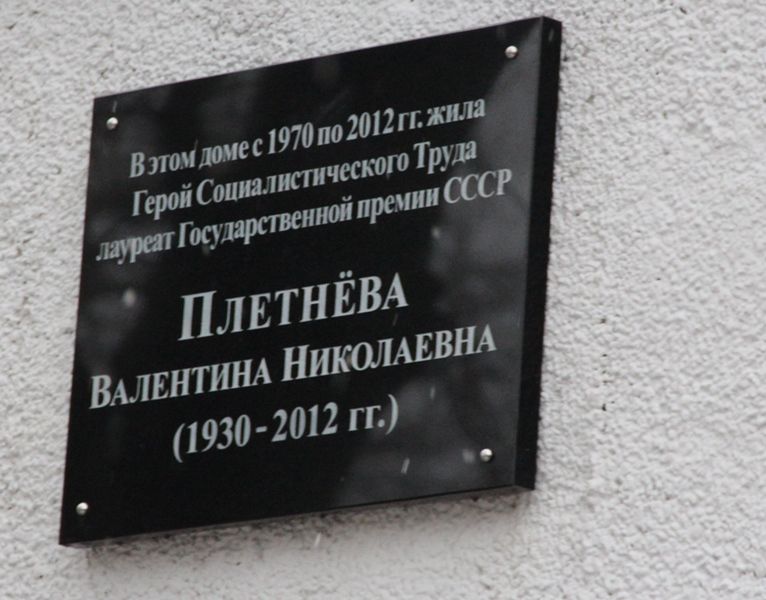 В этом доме с 1970 по 2012 гг. жила
Герой Социалистического Труда
лауреат Государственной премии СССР
ПЛЕТНЁВА
ВАЛЕНТИНА НИКОЛАЕВНА
(1930 - 2012 гг.)